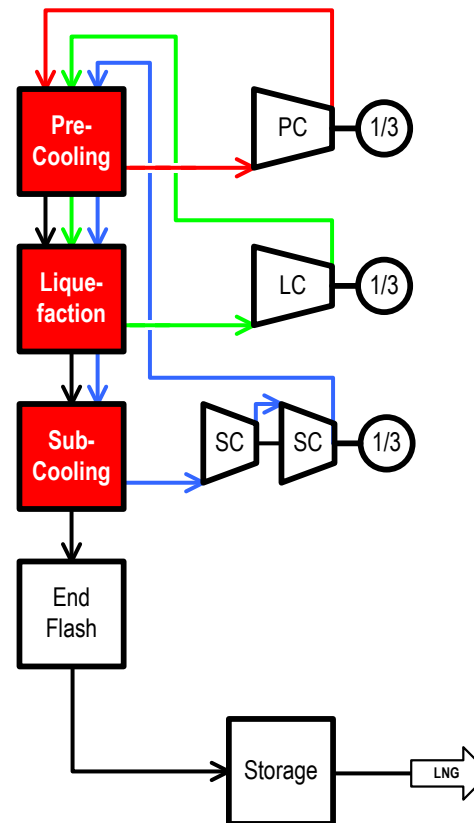 Pre-
Cooling
PC
1/3
Lique-
faction
LC
1/3
Sub-
Cooling
SC
SC
1/3
End
Flash
Storage
LNG